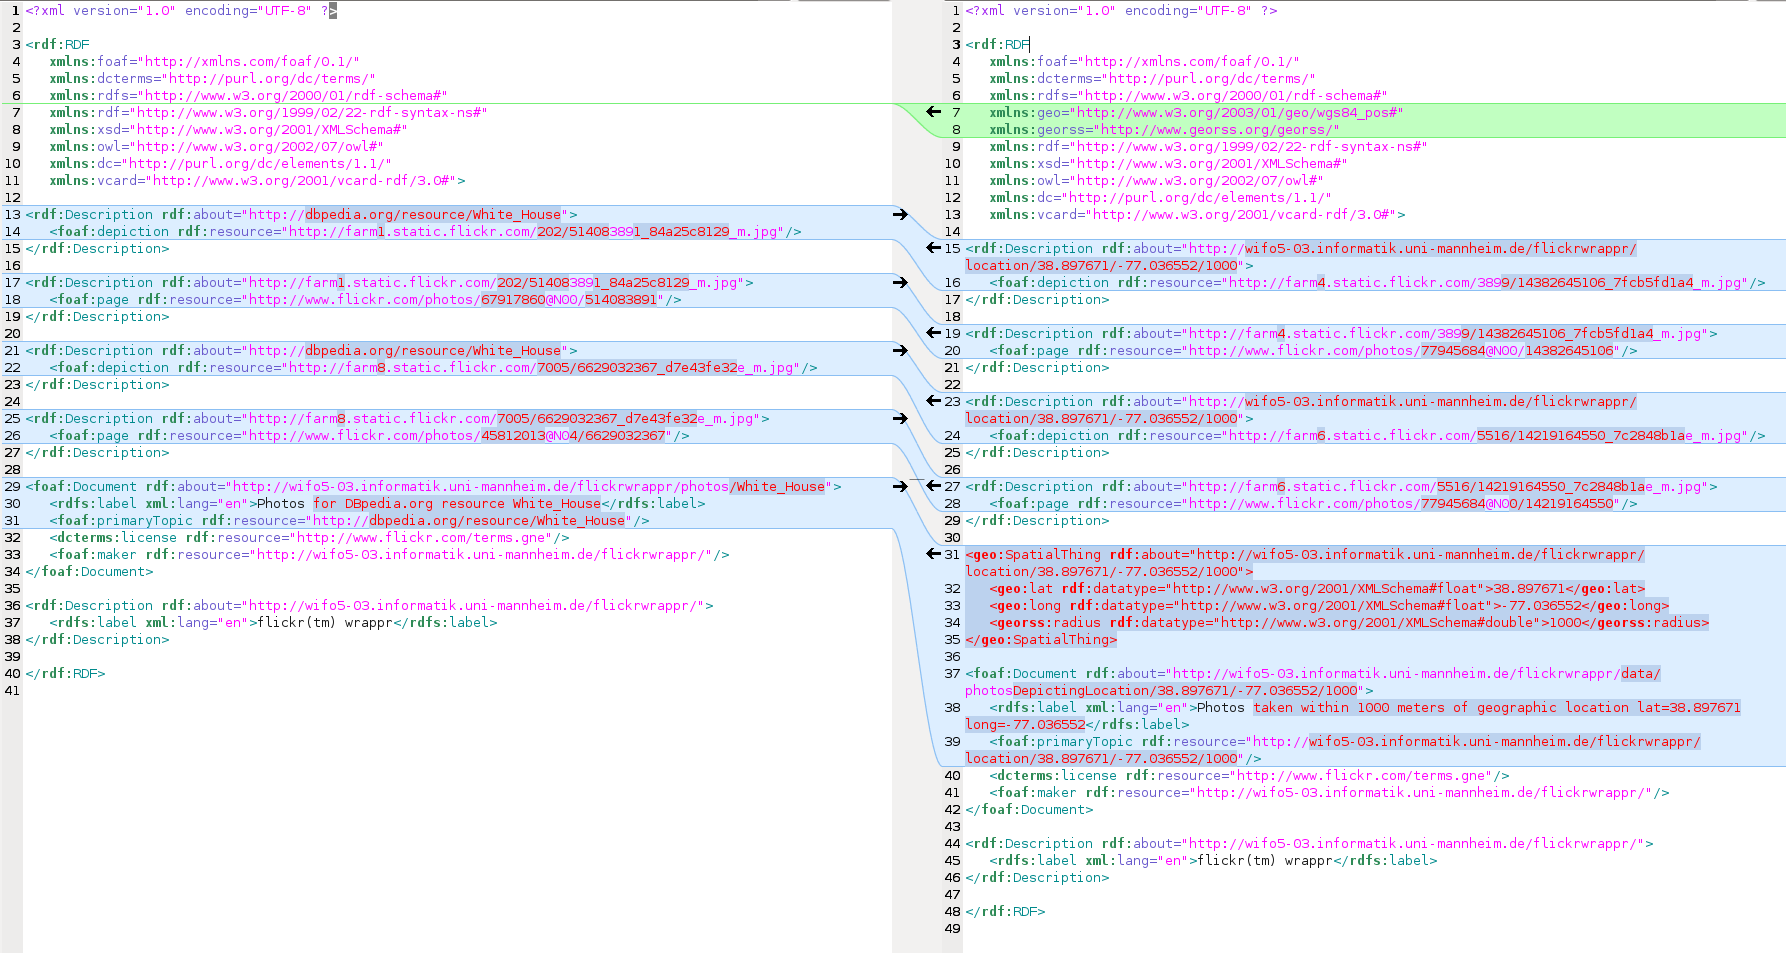 1 <?xml version="1.0" encoding="UTF-8" ?>
2
3 <rdf:RDF
4 xmlns:foaf="http://xmlns.com/foaf/0.1/"
5 xmlns:dcterms="http://purl.org/dc/terms/"
6 xmlns:rdfs="http://www.w3.org/2000/01/rdf-schema#"
7 xmlns:rdf="http://www.w3.org/1999/02/22-rdf-syntax-ns#"
8 xmlns:xsd="http://www.w3.org/2001/XMLSchema#"
9 xmlns:owl="http://www.w3.org/2002/07/owl#"
10 xmlns:dc="http://purl.org/dc/elements/1.1/"
11 xmlns:vcard="http://www.w3.org/2001/vcard-rdf/3.0#">
12
13 <rdf:Description rdf:about="http://dbpedia.org/resource/White_House">
14 <foaf:depiction rdf:resource="http://farm1.static.flickr.com/202/514083891_84a25c8129_m.jpg"/>
15 </rdf:Description>
16
17 <rdf:Description rdf:about="http://farm1.static.flickr.com/202/514083891_84a25c8129_m.jpg">
18 <foaf:page rdf:resource="http://www.flickr.com/photos/67917860@N00/514083891"/>
19 </rdf:Description>
20
21 <rdf:Description rdf:about="http://dbpedia.org/resource/White_House">
22 <foaf:depiction rdf:resource="http://farm8.static.flickr.com/7005/6629032367_d7e43fe32e_m.jpg"/>
23 </rdf:Description>
24
25 <rdf:Description rdf:about="http://farm8.static.flickr.com/7005/6629032367_d7e43fe32e_m.jpg">
26 <foaf:page rdf:resource="http://www.flickr.com/photos/45812013@N04/6629032367"/>
27 </rdf:Description>
28
29 <foaf:Document rdf:about="http://wifo5-03.informatik.uni-mannheim.de/flickrwrappr/photos/White_House">
30 <rdfs:label xml:lang="en">Photos for DBpedia.org resource White_House</rdfs:label>
31 <foaf:primaryTopic rdf:resource="http://dbpedia.org/resource/White_House"/>
32 <dcterms:license rdf:resource="http://www.flickr.com/terms.gne"/>
33 <foaf:maker rdf:resource="http://wifo5-03.informatik.uni-mannheim.de/flickrwrappr/"/>
34 </foaf:Document>
35
36 <rdf:Description rdf:about="http://wifo5-03.informatik.uni-mannheim.de/flickrwrappr/">
37 <rdfs:label xml:lang="en">flickr(tm) wrappr</rdfs:label>
38 </rdf:Description>
39
40 </rdf:RDF>
41
1 <?xml version="1.0" encoding="UTF-8" ?>
2
3 <rdf:RDF
4 xmlns:foaf="http://xmlns.com/foaf/0.1/"
5 xmlns:dcterms="http://purl.org/dc/terms/"
6 xmlns:rdfs="http://www.w3.org/2000/01/rdf-schema#"
7 xmlns:geo="http://www.w3.org/2003/01/geo/wgs84_pos#"
8 xmlns:georss="http://www.georss.org/georss/"
9 xmlns:rdf="http://www.w3.org/1999/02/22-rdf-syntax-ns#"
10 xmlns:xsd="http://www.w3.org/2001/XMLSchema#"
11 xmlns:owl="http://www.w3.org/2002/07/owl#"
12 xmlns:dc="http://purl.org/dc/elements/1.1/"
13 xmlns:vcard="http://www.w3.org/2001/vcard-rdf/3.0#">
14
15 <rdf:Description rdf:about="http://wifo5-03.informatik.uni-mannheim.de/flickrwrappr/
location/38.897671/-77.036552/1000">
16 <foaf:depiction rdf:resource="http://farm4.static.flickr.com/3899/14382645106_7fcb5fd1a4_m.jpg"/>
17 </rdf:Description>
18
19 <rdf:Description rdf:about="http://farm4.static.flickr.com/3899/14382645106_7fcb5fd1a4_m.jpg">
20 <foaf:page rdf:resource="http://www.flickr.com/photos/77945684@N00/14382645106"/>
21 </rdf:Description>
22
23 <rdf:Description rdf:about="http://wifo5-03.informatik.uni-mannheim.de/flickrwrappr/
location/38.897671/-77.036552/1000">
24 <foaf:depiction rdf:resource="http://farm6.static.flickr.com/5516/14219164550_7c2848b1ae_m.jpg"/>
25 </rdf:Description>
26
27 <rdf:Description rdf:about="http://farm6.static.flickr.com/5516/14219164550_7c2848b1ae_m.jpg">
28 <foaf:page rdf:resource="http://www.flickr.com/photos/77945684@N00/14219164550"/>
29 </rdf:Description>
30
31 <geo:SpatialThing rdf:about="http://wifo5-03.informatik.uni-mannheim.de/flickrwrappr/
location/38.897671/-77.036552/1000">
32 <geo:lat rdf:datatype="http://www.w3.org/2001/XMLSchema#float">38.897671</geo:lat>
33 <geo:long rdf:datatype="http://www.w3.org/2001/XMLSchema#float">-77.036552</geo:long>
34 <georss:radius rdf:datatype="http://www.w3.org/2001/XMLSchema#double">1000</georss:radius>
35 </geo:SpatialThing>
36
37 <foaf:Document rdf:about="http://wifo5-03.informatik.uni-mannheim.de/flickrwrappr/data/
photosDepictingLocation/38.897671/-77.036552/1000">
38 <rdfs:label xml:lang="en">Photos taken within 1000 meters of geographic location lat=38.897671
long=-77.036552</rdfs:label>
39 <foaf:primaryTopic rdf:resource="http://wifo5-03.informatik.uni-mannheim.de/flickrwrappr/
location/38.897671/-77.036552/1000"/>
40 <dcterms:license rdf:resource="http://www.flickr.com/terms.gne"/>
41 <foaf:maker rdf:resource="http://wifo5-03.informatik.uni-mannheim.de/flickrwrappr/"/>
42 </foaf:Document>
43
44 <rdf:Description rdf:about="http://wifo5-03.informatik.uni-mannheim.de/flickrwrappr/">
45 <rdfs:label xml:lang="en">flickr(tm) wrappr</rdfs:label>
46 </rdf:Description>
47
48 </rdf:RDF>
49